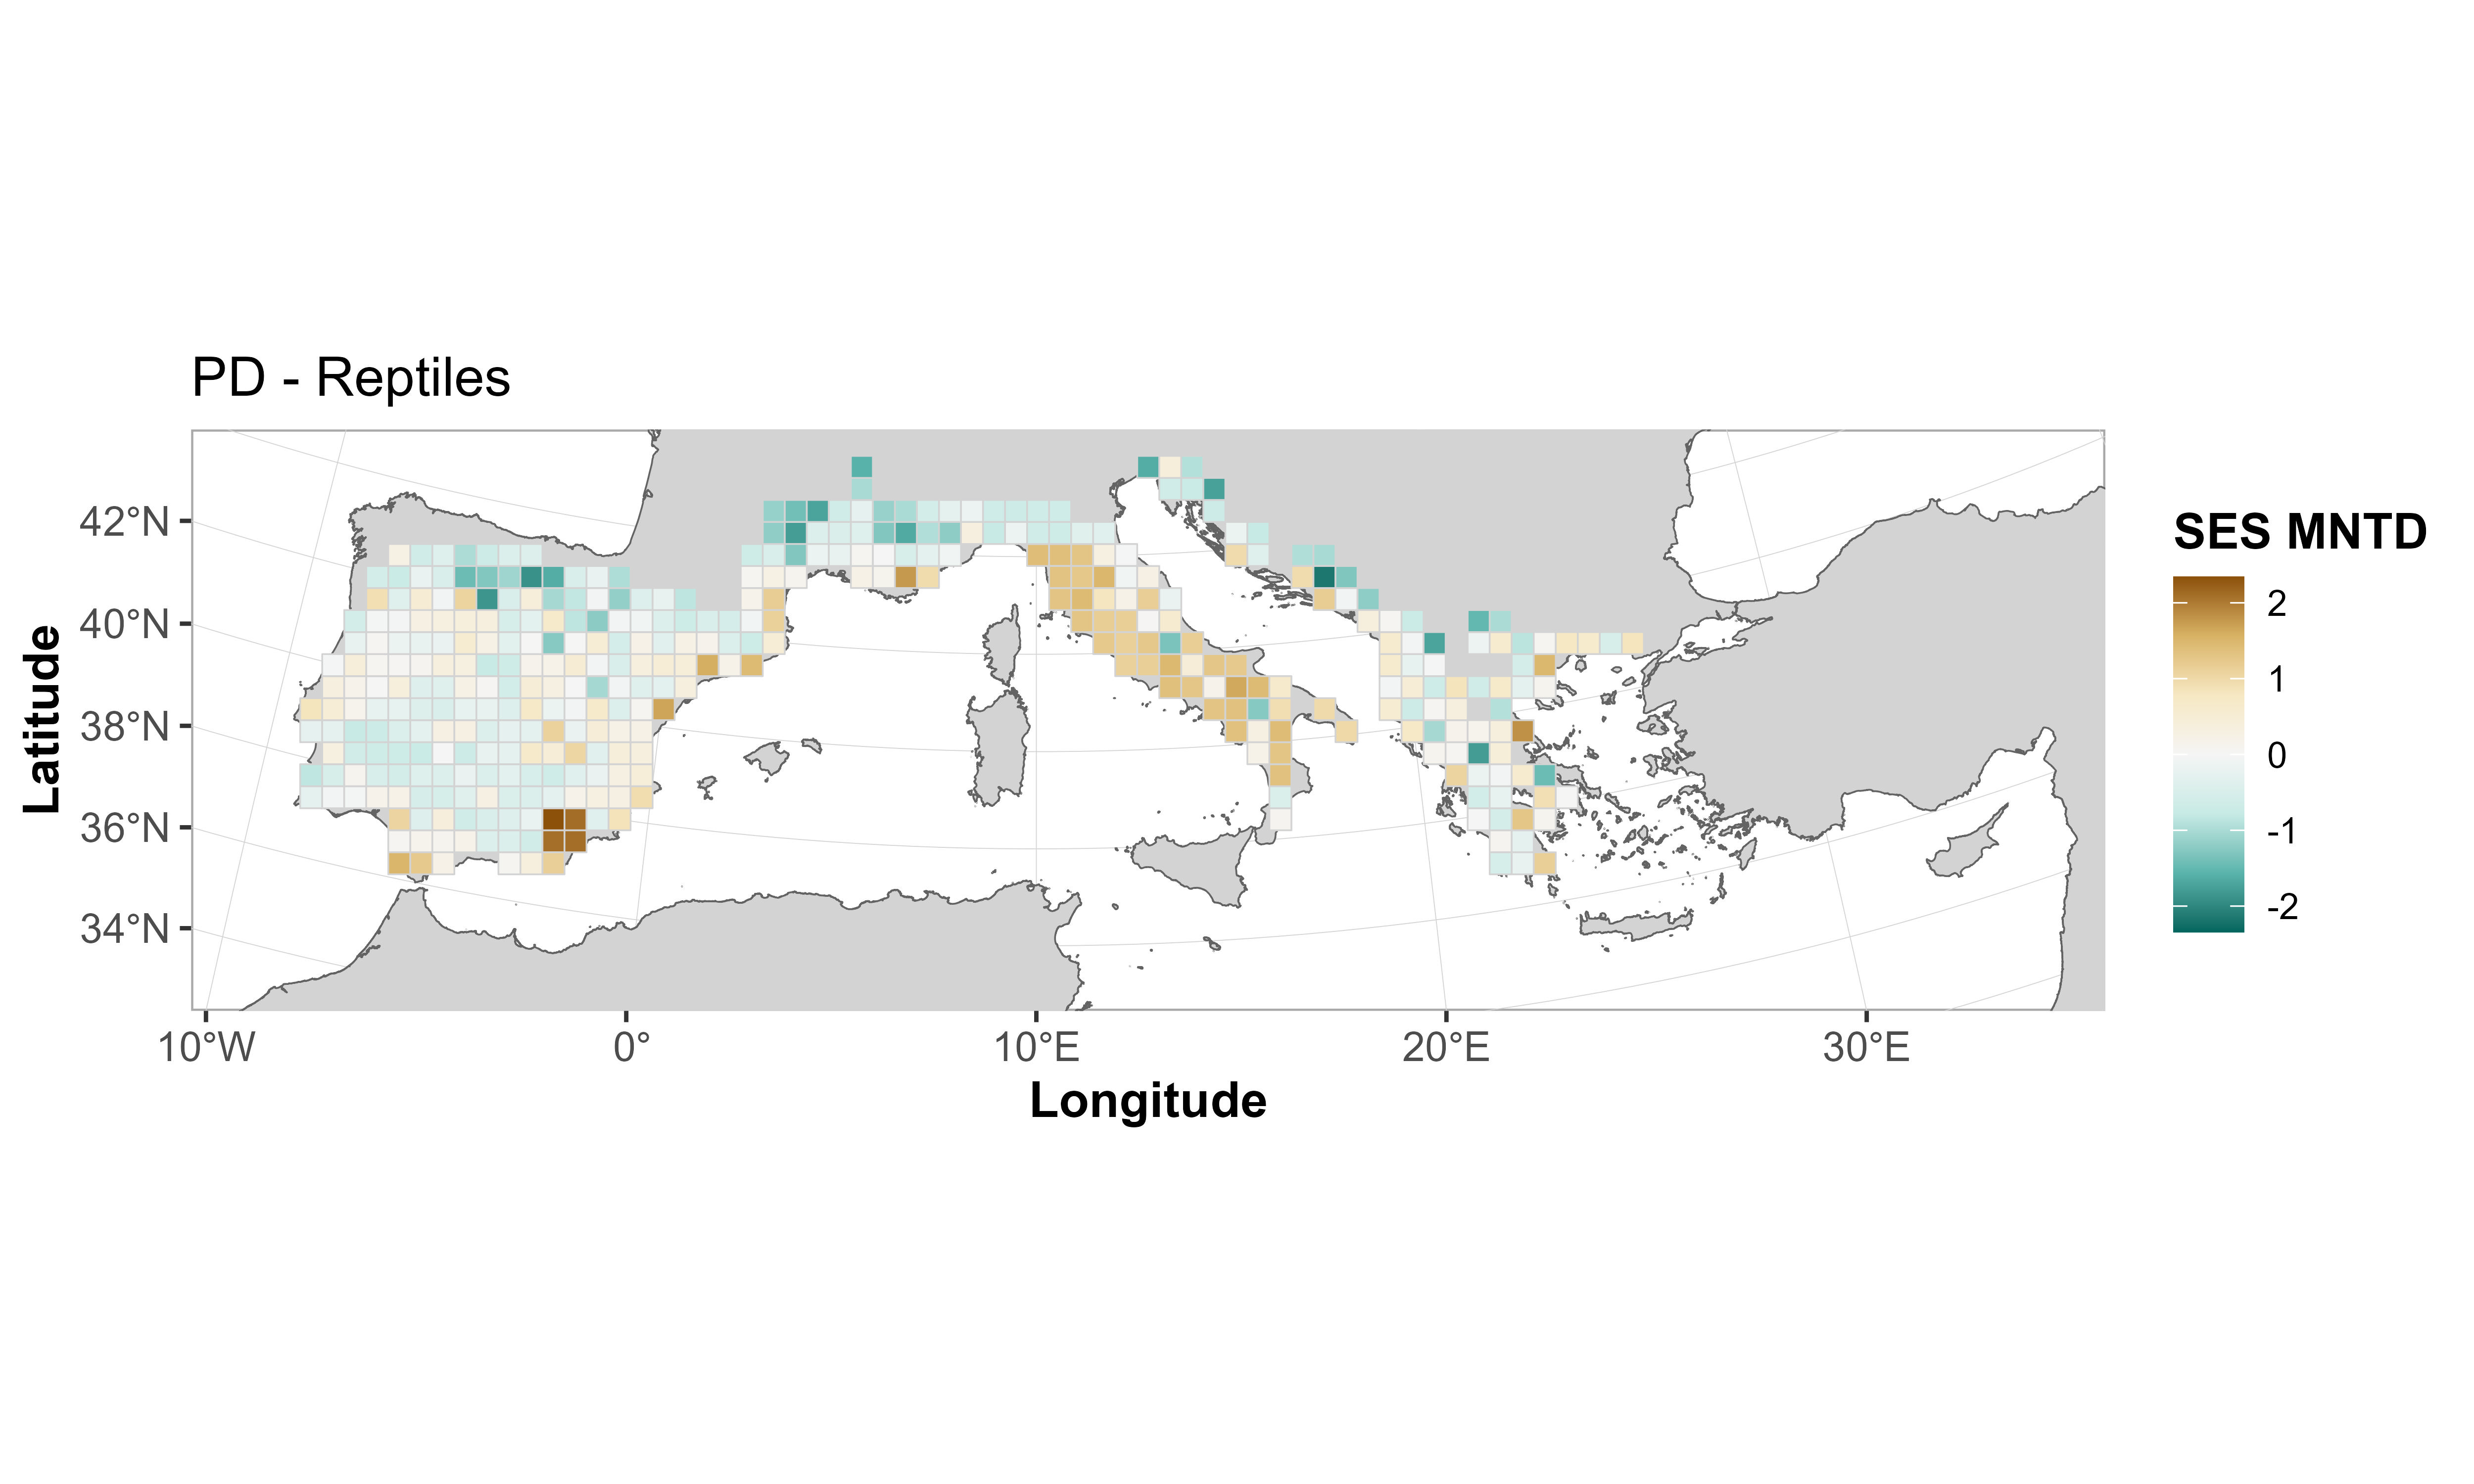 PD - Reptiles
SES MNTD
42°N
40°N
38°N
36°N
34°N
Latitude
2
1
0
-1
-2
10°W
0°
10°E
20°E
30°E
Longitude